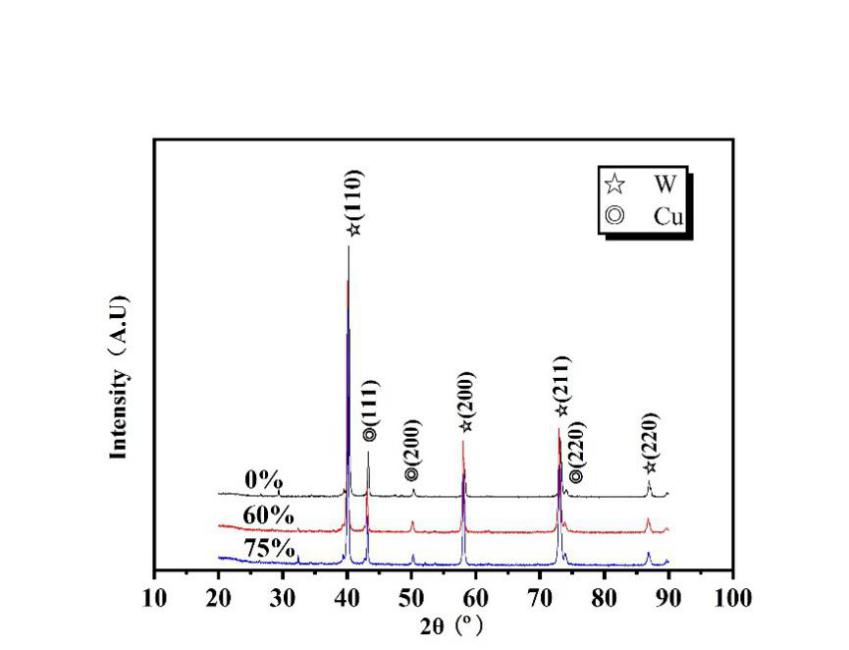 ☆ W
◎ Cu
☆(110)
◎(111)
◎(200)
☆(200)
☆(211)
◎(220)
☆(220)
0%
60%
75%
Intensity（A.U）
10 20 30 40 50 60 70 80 90 100
2θ (°)